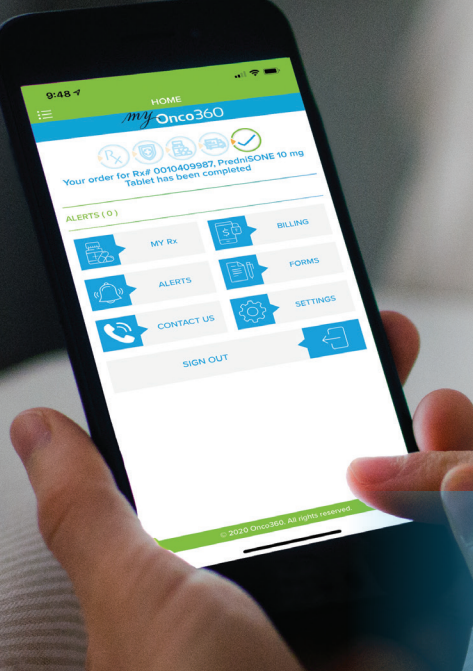 9:48
HOME
my Onco360
Rx
Your order for Rx# 0010409987, PredniSONE 10 mg
Tablet has been completed
ALERTS ( 0 )
MY Rx
BILLING
ALERTS
FORMS
CONTACT US
SETTINGS
SIGN OUT
© 2020 Onco360. All rights reserved.